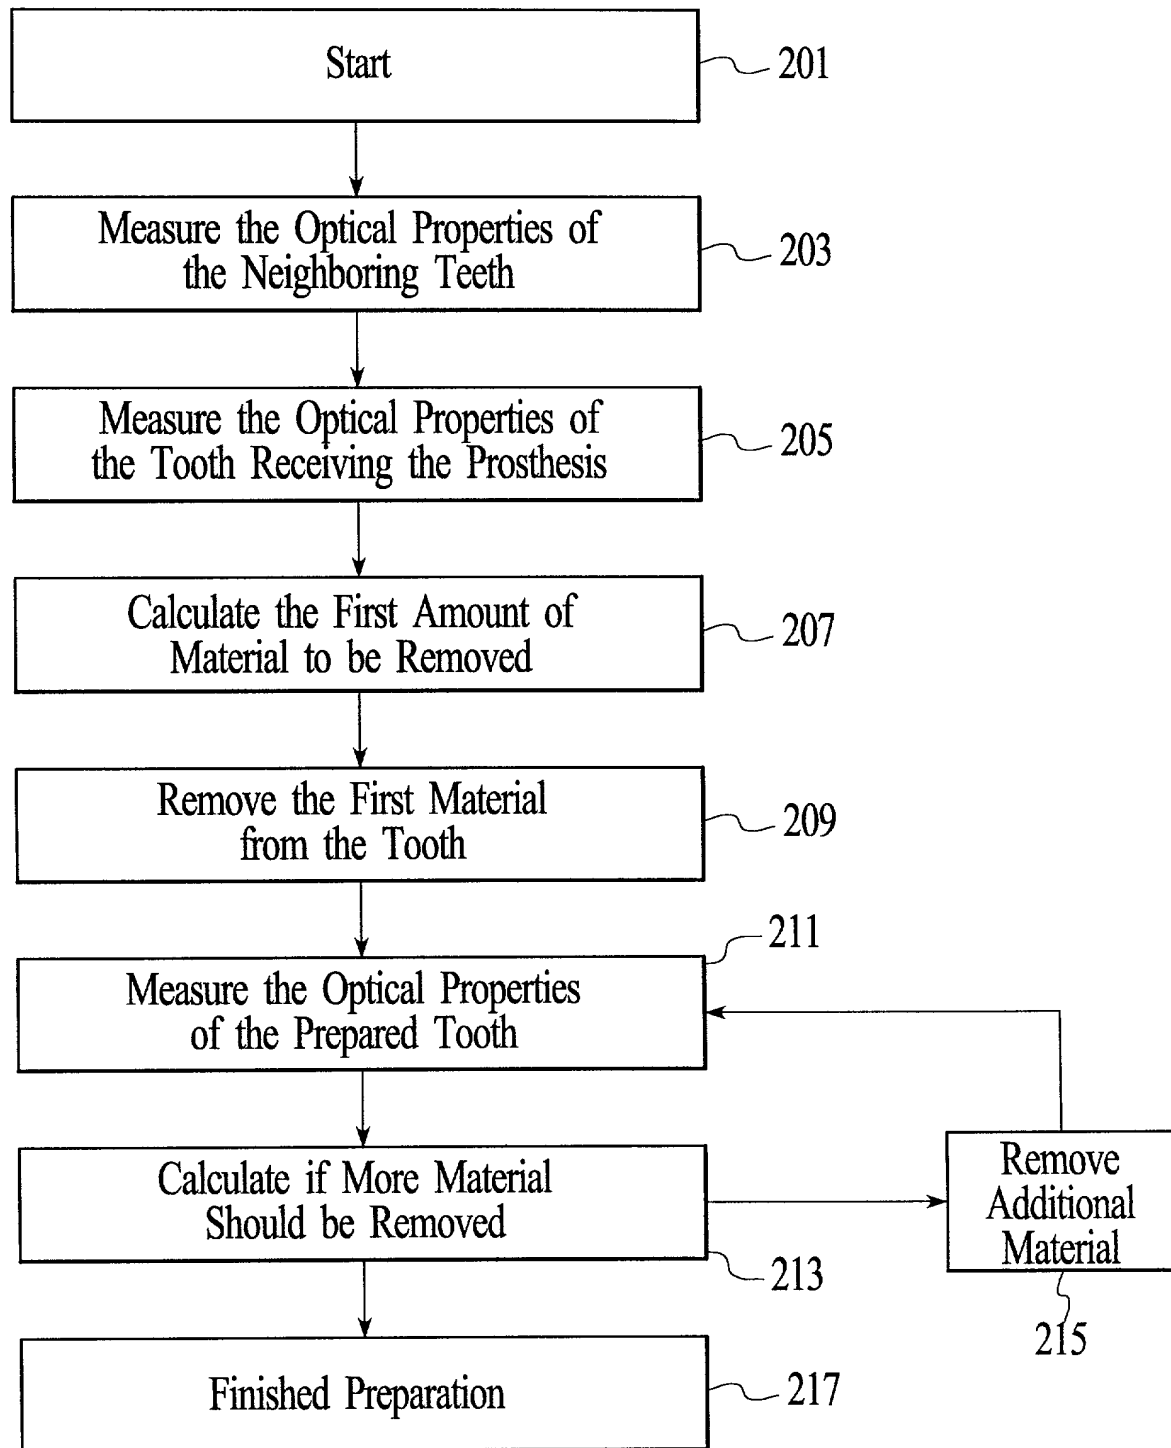 Start
201
Measure the Optical Properties of
the Neighboring Teeth
203
Measure the Optical Properties of
the Tooth Receiving the Prosthesis
205
Calculate the First Amount of
Material to be Removed
207
Remove the First Material
from the Tooth
209
211
Measure the Optical Properties
of the Prepared Tooth
Calculate if More Material
Should be Removed
213
Remove
Additional
Material
215
Finished Preparation
217